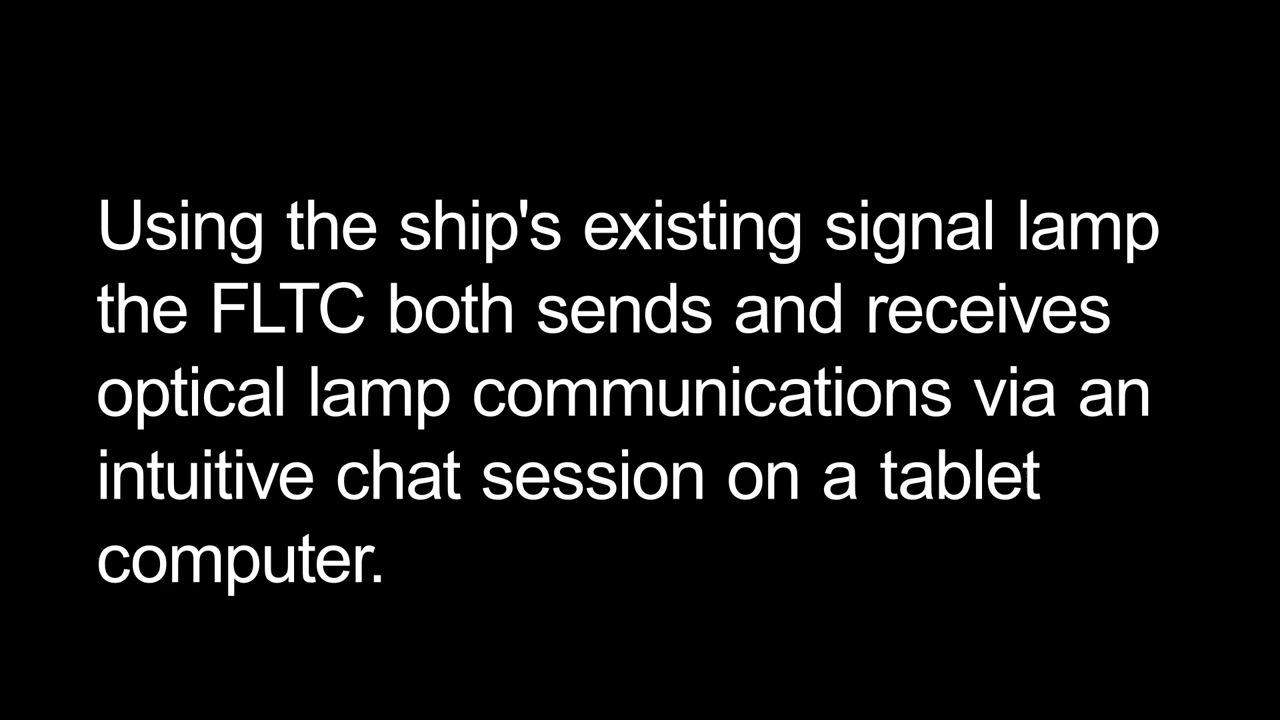 Using the ship's existing signal lamp
the FLTC both sends and receives
optical lamp communications via an
intuitive chat session on a tablet
computer.